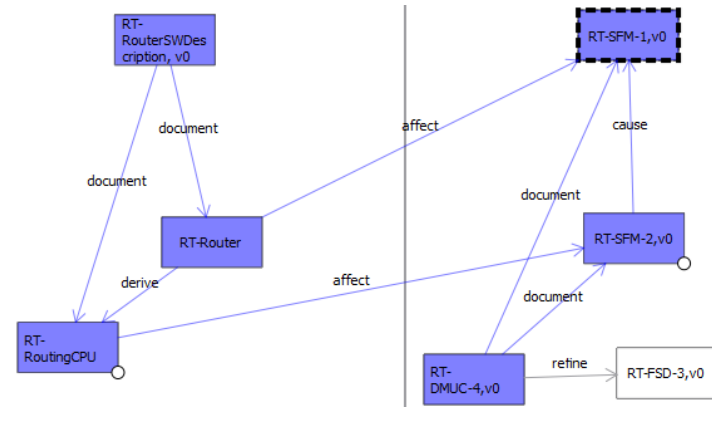 RT-
RouterSWDes
cription, v0
RT-SFM-1,v0
document
affect
cause
document
document
RT-Router
RT-SFM-2,v0
derive
affect
document
RT-
RoutingCPU
RT-
DMUC-4,v0
refine
RT-FSD-3,v0